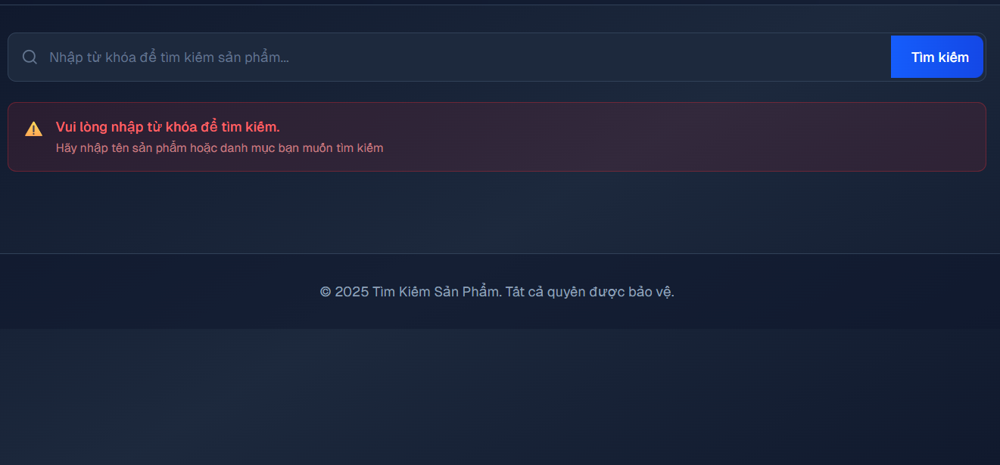 Nhập từ khóa để tìm kiếm sản phẩm...
Tìm kiếm
Vui lòng nhập từ khóa để tìm kiếm.
Hãy nhập tên sản phẩm hoặc danh mục bạn muốn tìm kiếm
© 2025 Tìm Kiếm Sản Phẩm. Tất cả quyền được bảo vệ.